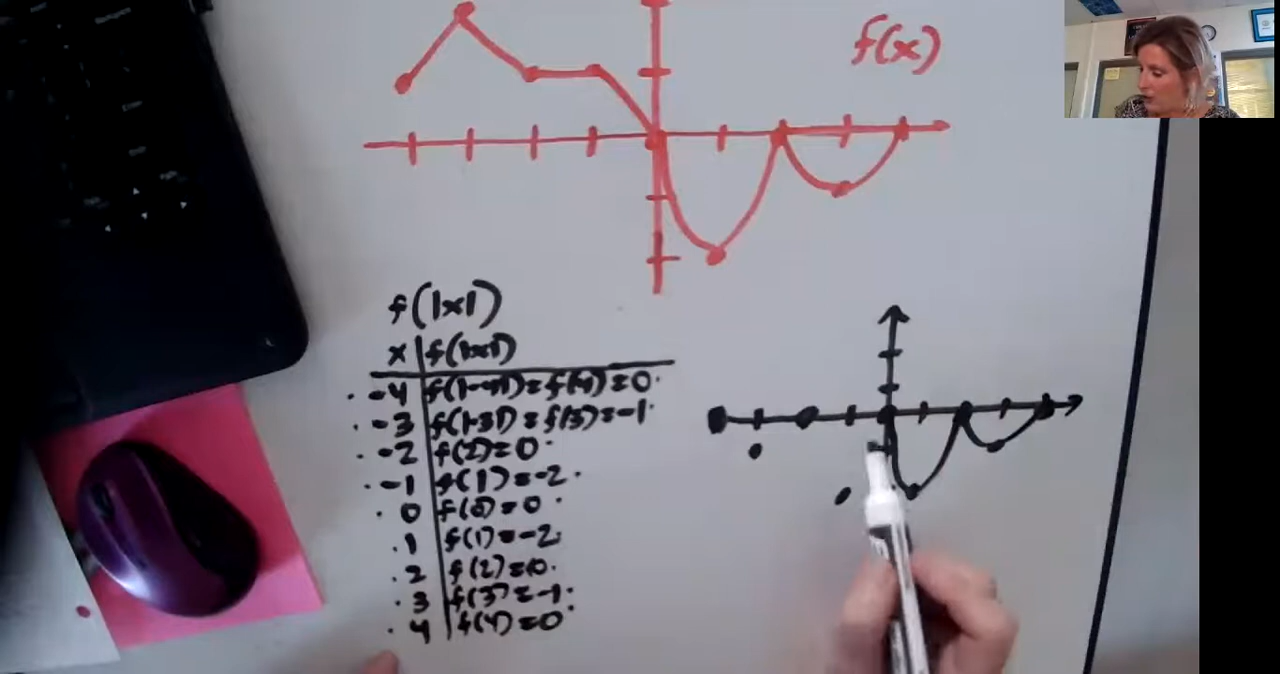 f(x)
f(|x|)
x | f(|x|)
-4 | f(|-4|) = f(4) = 0
-3 | f(|-3|) = f(3) = -1
-2 | f(2) = 0
-1 | f(1) = -2
0 | f(0) = 0
1 | f(1) = -2
2 | f(2) = 0
3 | f(3) = -1
4 | f(4) = 0